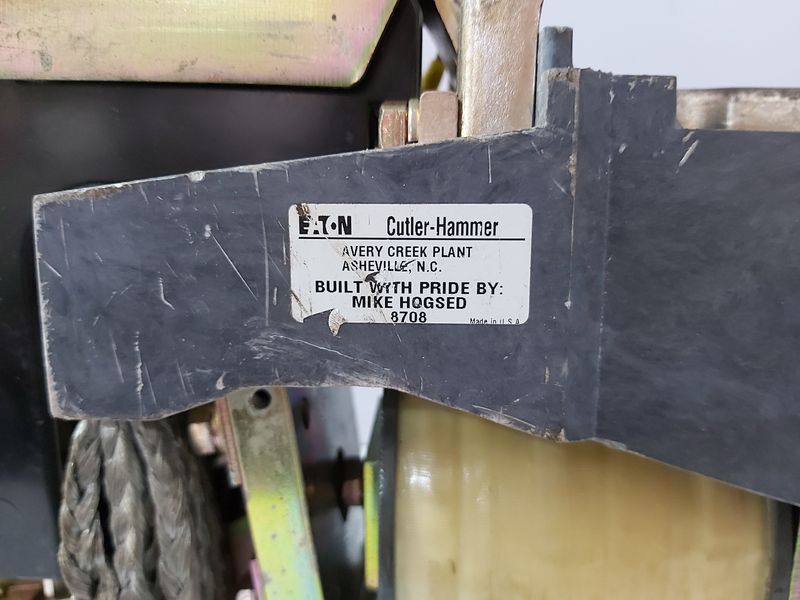 EATON Cutler-Hammer
AVERY CREEK PLANT
ASHEVILLE, N.C.
BUILT WITH PRIDE BY:
MIKE HOGSED
8708
Made in U.S.A